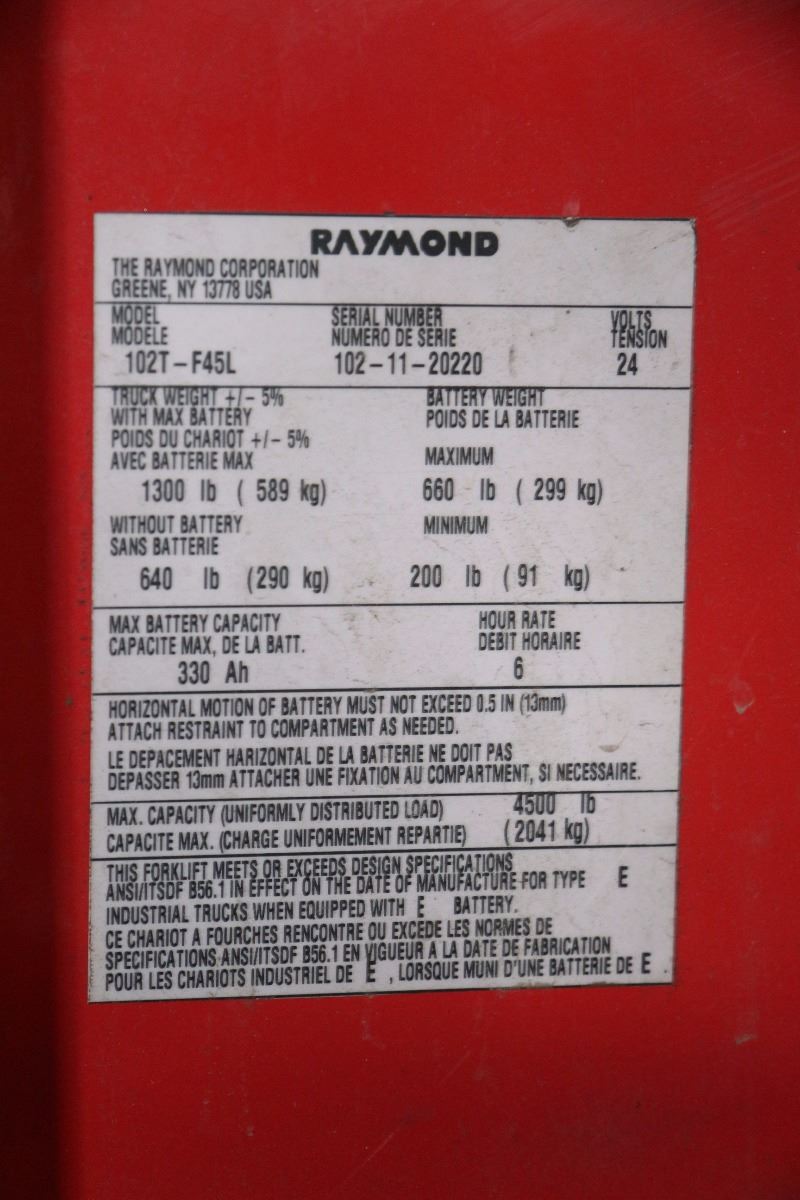 RAYMOND
THE RAYMOND CORPORATION
GREENE, NY 13778 USA
MODEL SERIAL NUMBER VOLTS
MODELE NUMERO DE SERIE TENSION
102T-F45L 102-11-20220 24
TRUCK WEIGHT +/- 5% BATTERY WEIGHT
WITH MAX BATTERY POIDS DE LA BATTERIE
POIDS DU CHARIOT +/- 5%
AVEC BATTERIE MAX MAXIMUM
1300 lb ( 589 kg) 660 lb ( 299 kg)
WITHOUT BATTERY MINIMUM
SANS BATTERIE
640 lb (290 kg) 200 lb ( 91 kg)
MAX BATTERY CAPACITY HOUR RATE
CAPACITE MAX, DE LA BATT. DEBIT HORAIRE
330 Ah 6
HORIZONTAL MOTION OF BATTERY MUST NOT EXCEED 0.5 IN (13mm)
ATTACH RESTRAINT TO COMPARTMENT AS NEEDED.
LE DEPACEMENT HARIZONTAL DE LA BATTERIE NE DOIT PAS
DEPASSER 13mm ATTACHER UNE FIXATION AU COMPARTMENT, SI NECESSAIRE.
MAX. CAPACITY (UNIFORMLY DISTRIBUTED LOAD) 4500 lb
CAPACITE MAX. (CHARGE UNIFORMEMENT REPARTIE) (2041 kg)
THIS FORKLIFT MEETS OR EXCEEDS DESIGN SPECIFICATIONS
ANSI/ITSDF B56.1 IN EFFECT ON THE DATE OF MANUFACTURE FOR TYPE E
INDUSTRIAL TRUCKS WHEN EQUIPPED WITH E BATTERY.
CE CHARIOT A FOURCHES RENCONTRE OU EXCEDE LES NORMES DE
SPECIFICATIONS ANSI/ITSDF B56.1 EN VIGUEUR A LA DATE DE FABRICATION
POUR LES CHARIOTS INDUSTRIEL DE E , LORSQUE MUNI D'UNE BATTERIE DE E .